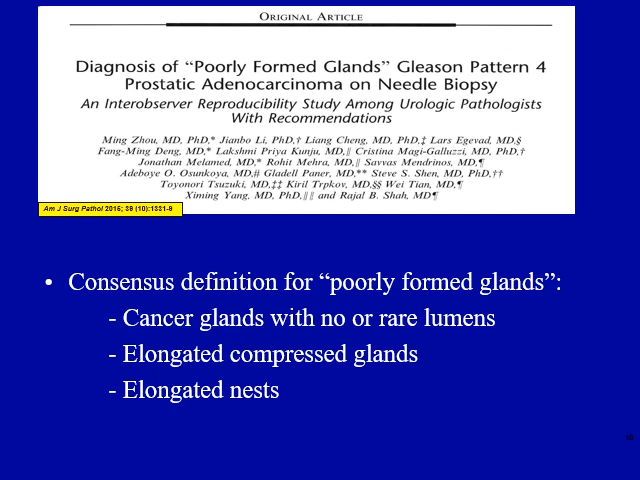 ORIGINAL ARTICLE
Diagnosis of “Poorly Formed Glands” Gleason Pattern 4
Prostatic Adenocarcinoma on Needle Biopsy
An Interobserver Reproducibility Study Among Urologic Pathologists
With Recommendations
Ming Zhou, MD, PhD,* Jianbo Li, PhD,† Liang Cheng, MD, PhD,‡ Lars Egevad, MD,§
Fang-Ming Deng, MD, PhD,* Lakshmi Priya Kunju, MD,|| Cristina Magi-Galluzzi, MD, PhD,†
Jonathan Melamed, MD,* Rohit Mehra, MD,|| Savvas Mendrinos, MD,¶
Adeboye O. Osunkoya, MD,# Gladell Paner, MD,** Steve S. Shen, MD, PhD,††
Toyonori Tsuzuki, MD,‡‡ Kiril Trpkov, MD,§§ Wei Tian, MD,¶
Ximing Yang, MD, PhD,|||| and Rajal B. Shah, MD¶
Am J Surg Pathol 2015; 39 (10):1331-9
• Consensus definition for “poorly formed glands”:
- Cancer glands with no or rare lumens
- Elongated compressed glands
- Elongated nests